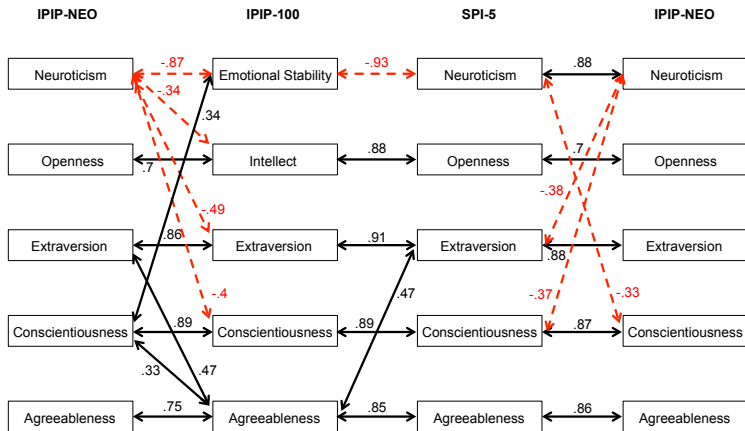 IPIP-NEO IPIP-100 SPI-5 IPIP-NEO
Neuroticism -.87 Emotional Stability -.93 Neuroticism .88 Neuroticism
-.34
.34
Openness .7 Intellect .88 Openness .7 Openness
-.38
-.49
Extraversion .86 Extraversion .91 Extraversion .88 Extraversion
.47
-.4 -.37 -.33
Conscientiousness .89 Conscientiousness .89 Conscientiousness .87 Conscientiousness
.33 .47
Agreeableness .75 Agreeableness .85 Agreeableness .86 Agreeableness